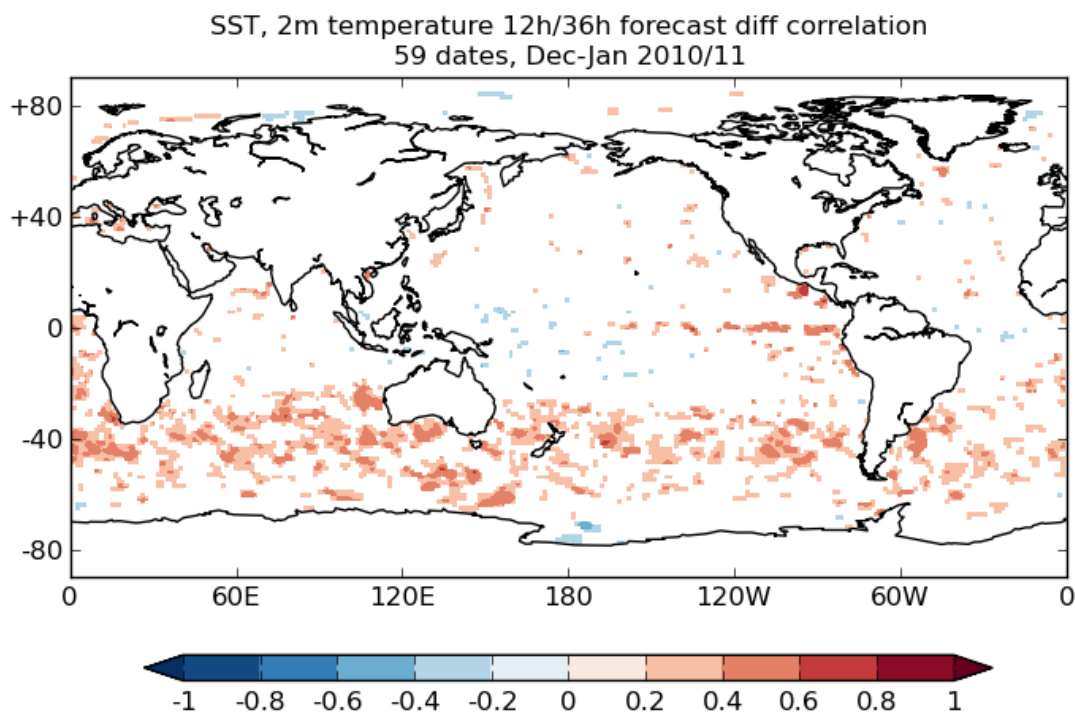 SST, 2m temperature 12h/36h forecast diff correlation
59 dates, Dec-Jan 2010/11
+80
+40
0
-40
-80
0 60E 120E 180 120W 60W 0
-1 -0.8 -0.6 -0.4 -0.2 0 0.2 0.4 0.6 0.8 1